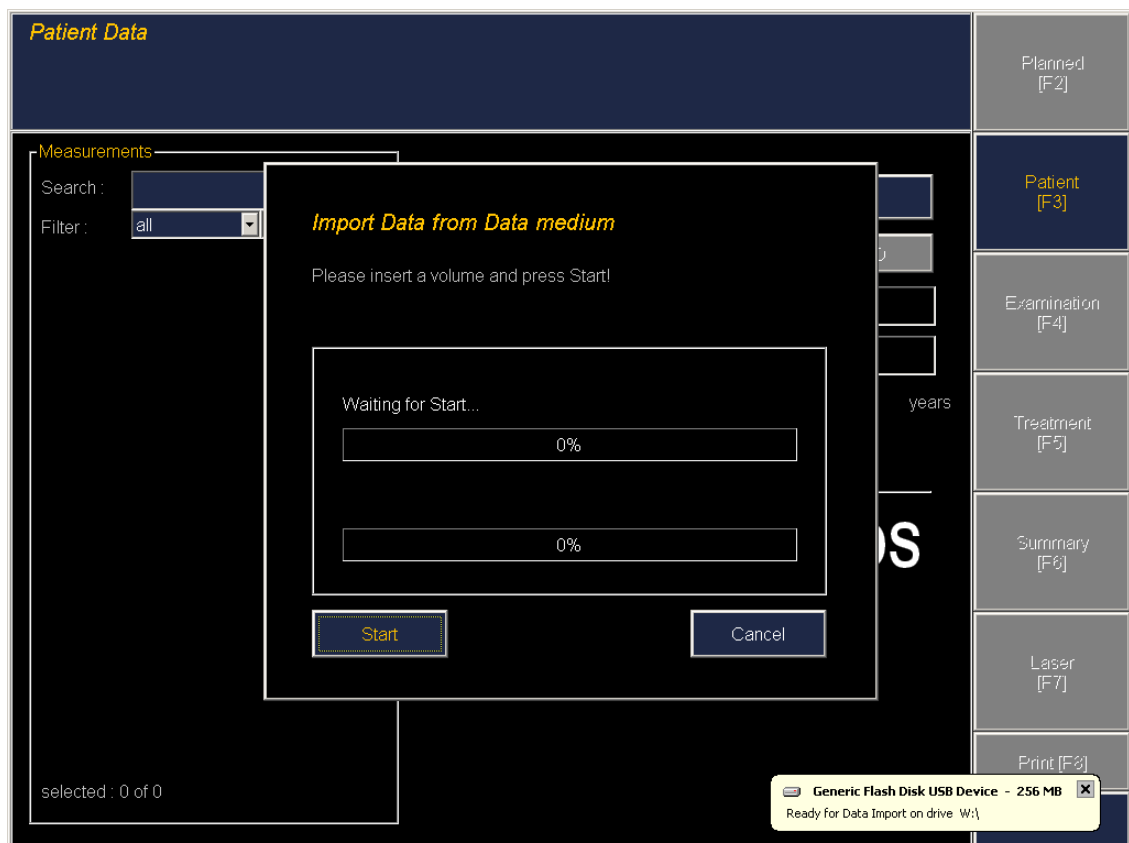 Patient Data
Planned
[F2]
Measurements
Search :
Filter :
all
Patient
[F3]
Import Data from Data medium
Please insert a volume and press Start!
Examination
[F4]
Waiting for Start...
0%
years
Treatment
[F5]
0%
Summary
[F6]
Start
Cancel
Laser
[F7]
Print [F8]
selected : 0 of 0
Generic Flash Disk USB Device - 256 MB
Ready for Data Import on drive W:\